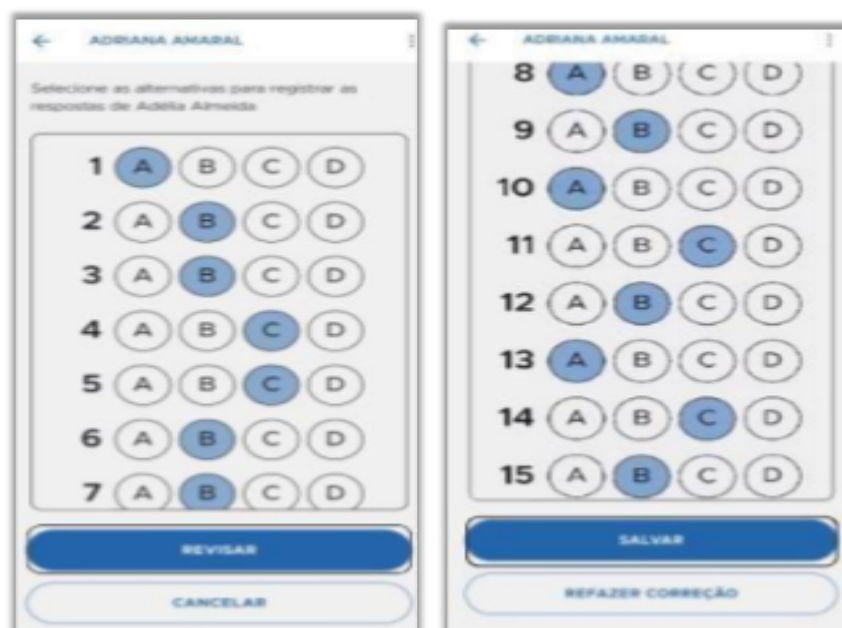 ADRIANA AMARAL
Selecione as alternativas para registrar as
respostas de Adélia Almeida
1 A B C D
2 A B C D
3 A B C D
4 A B C D
5 A B C D
6 A B C D
7 A B C D
REVISAR
CANCELAR
ADRIANA AMARAL
8 A B C D
9 A B C D
10 A B C D
11 A B C D
12 A B C D
13 A B C D
14 A B C D
15 A B C D
SALVAR
REFAZER CORREÇÃO